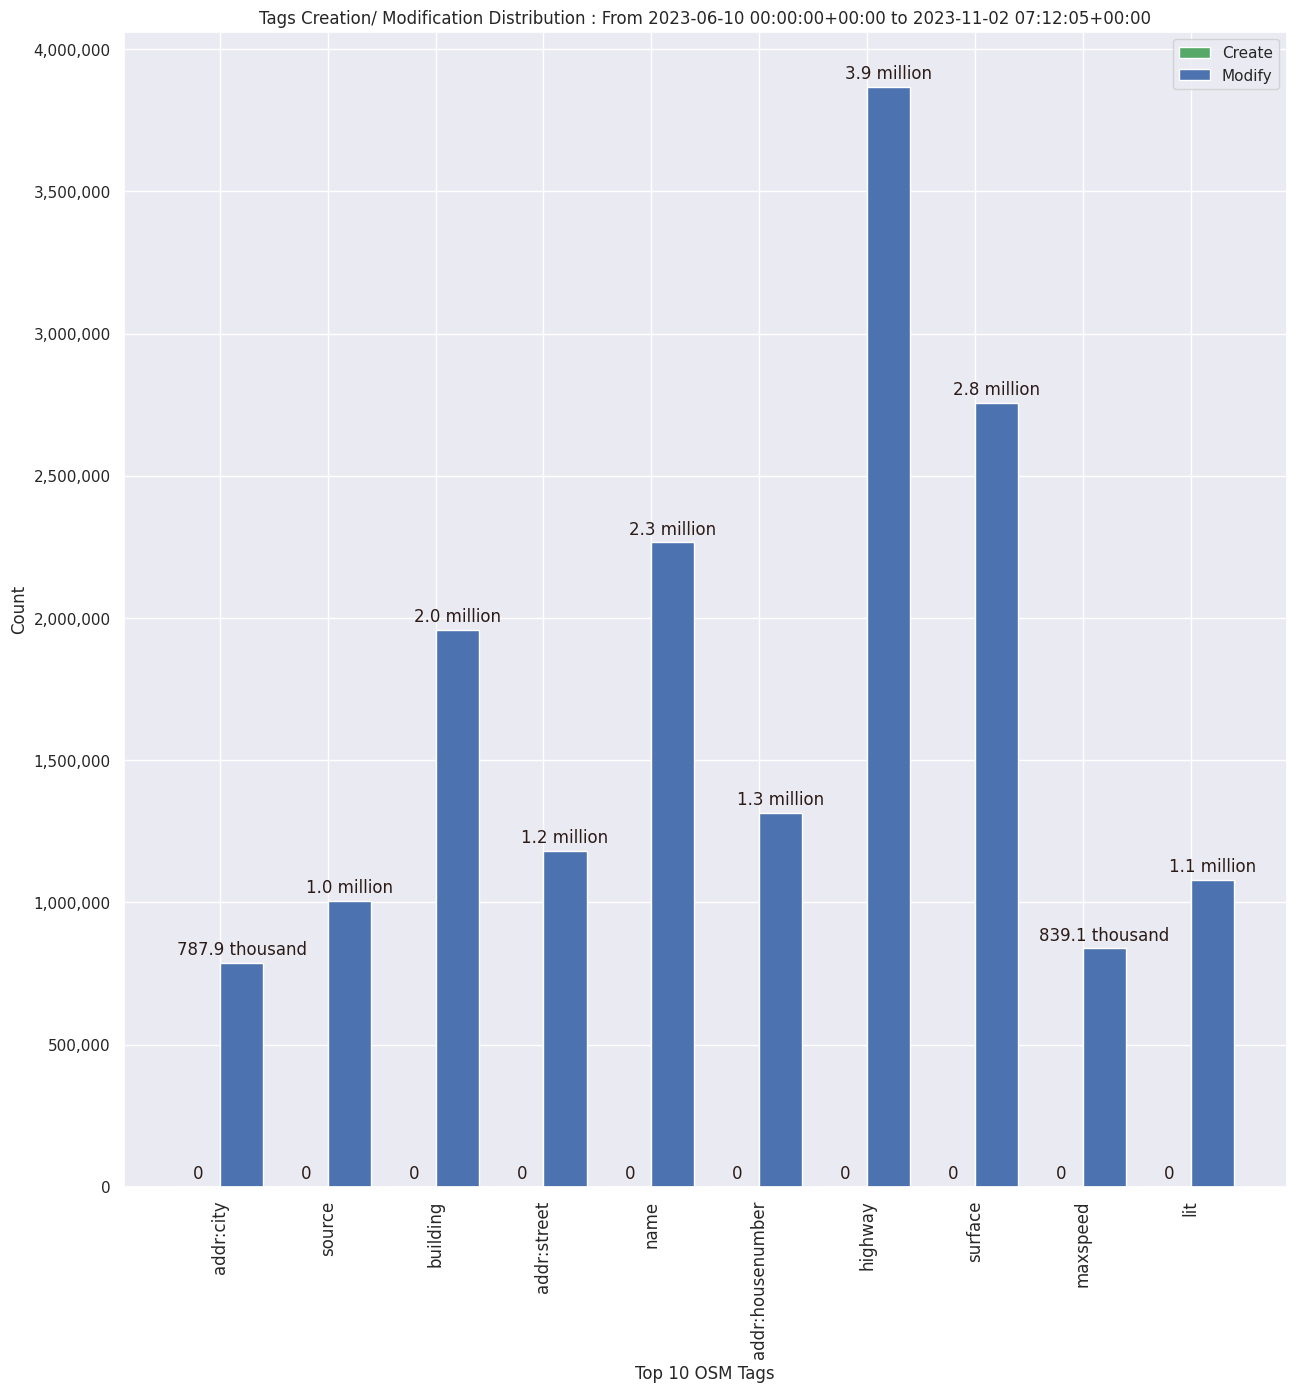 Tags Creation/ Modification Distribution : From 2023-06-10 00:00:00+00:00 to 2023-11-02 07:12:05+00:00
Create
Modify
Count
4,000,000
3,500,000
3,000,000
2,500,000
2,000,000
1,500,000
1,000,000
500,000
0
787.9 thousand
1.0 million
2.0 million
1.2 million
2.3 million
1.3 million
3.9 million
2.8 million
839.1 thousand
1.1 million
0
0
0
0
0
0
0
0
0
0
addr:city
source
building
addr:street
name
addr:housenumber
highway
surface
maxspeed
lit
Top 10 OSM Tags